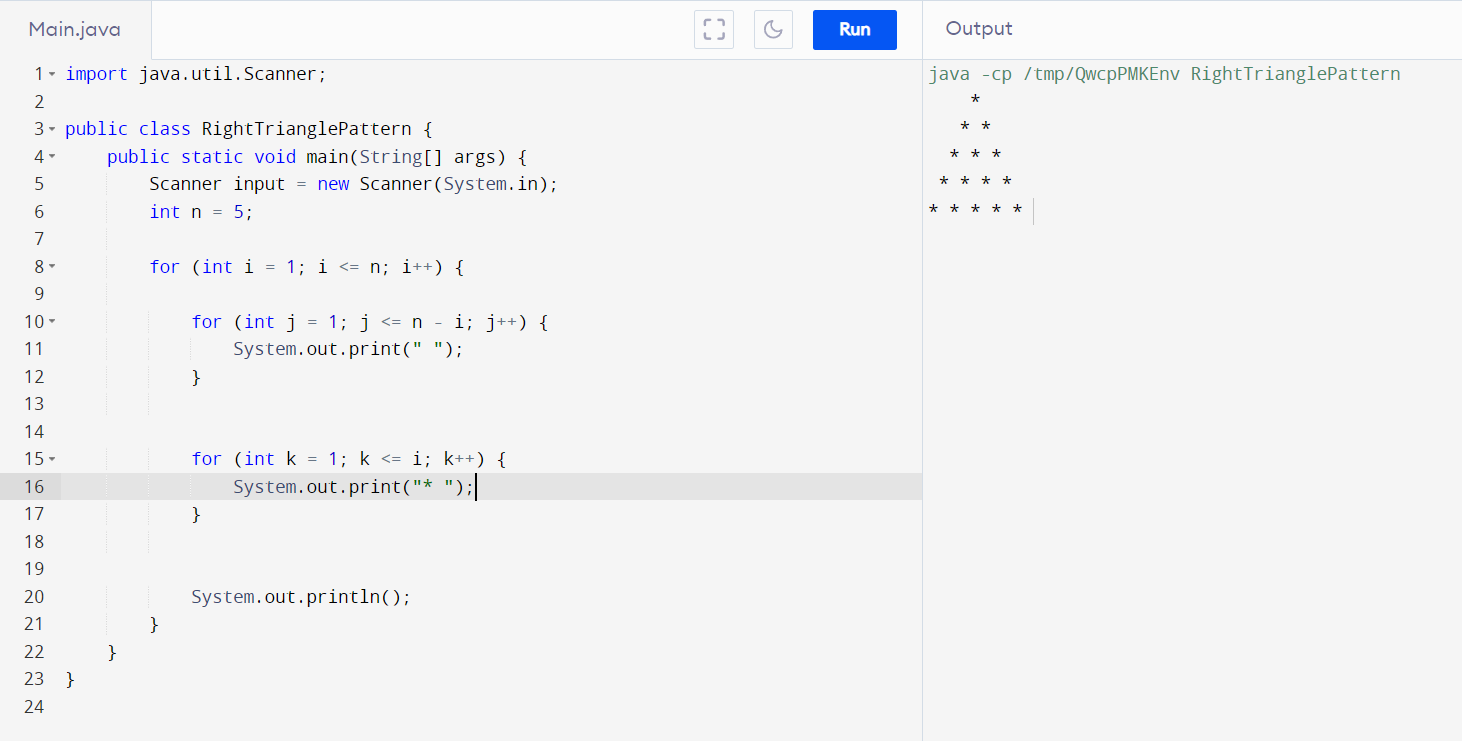 Main.java
Run
Output
1 import java.util.Scanner;
2
3 public class RightTrianglePattern {
4     public static void main(String[] args) {
5         Scanner input = new Scanner(System.in);
6         int n = 5;
7
8         for (int i = 1; i <= n; i++) {
9
10             for (int j = 1; j <= n - i; j++) {
11                 System.out.print(" ");
12             }
13
14
15             for (int k = 1; k <= i; k++) {
16                 System.out.print("* ");
17             }
18
19
20             System.out.println();
21         }
22     }
23 }
24
java -cp /tmp/QwcpPMKEnv RightTrianglePattern
    *
   * *
  * * *
 * * * *
* * * * *